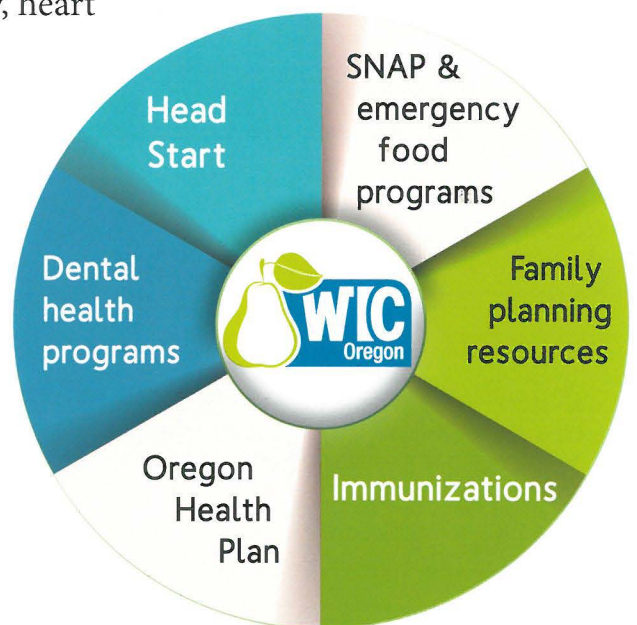 , heart
SNAP &
emergency
food
programs
Family
planning
resources
Immunizations
Oregon
Health
Plan
Dental
health
programs
Head
Start
WIC
Oregon